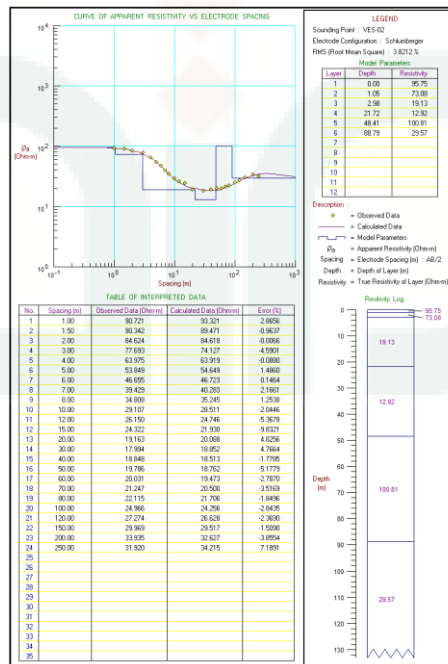 CURVE OF APPARENT RESISTIVITY VS ELECTRODE SPACING
10^4
10^3
10^2
10^1
10^0
ρa
(Ohm-m)
10^-1 10^0 10^1 10^2 10^3
Spacing (m)
LEGEND
Sounding Point : VES-02
Electrode Configuration : Schlumberger
RMS (Root Mean Square) : 3.8212 %
Model Parameters
Layer Depth Resistivity
1 0.00 95.75
2 1.05 73.08
3 2.98 19.13
4 21.72 12.92
5 48.41 100.81
6 88.79 29.57
7
8
9
10
11
12
Description :
= Observed Data
= Calculated Data
= Model Parameters
ρa = Apparent Resistivity (Ohm-m)
Spacing = Electrode Spacing (m) : AB/2
Depth = Depth of Layer (m)
Resistivity = True Resistivity of Layer (Ohm-m)
TABLE OF INTERPRETED DATA
No. Spacing (m) Observed Data (Ohm-m) Calculated Data (Ohm-m) Error (%)
1 1.00 90.721 93.321 2.8656
2 1.50 90.342 89.471 -0.9637
3 2.00 84.624 84.618 -0.0066
4 3.00 77.693 74.127 -4.5901
5 4.00 63.975 63.919 -0.0880
6 5.00 53.849 54.649 1.4860
7 6.00 46.655 46.723 0.1464
8 7.00 39.429 40.283 2.1661
9 9.00 34.808 35.245 1.2538
10 10.00 29.107 28.511 -2.0446
11 12.00 26.150 24.746 -5.3678
12 15.00 24.322 21.930 -9.8321
13 20.00 19.163 20.088 4.8256
14 30.00 17.994 18.852 4.7664
15 40.00 18.848 18.513 -1.7785
16 50.00 19.786 18.762 -5.1779
17 60.00 20.031 19.473 -2.7870
18 70.00 21.247 20.500 -3.5169
19 80.00 22.115 21.706 -1.8496
20 100.00 24.966 24.256 -2.8435
21 120.00 27.274 26.628 -2.3690
22 150.00 29.969 29.517 -1.5090
23 200.00 33.935 32.627 -3.8554
24 250.00 31.920 34.215 7.1891
25
26
27
28
29
30
31
32
33
34
35
Resitivity Log
0
10
20
30
40
50
60
70
80
90
100
110
120
130
Depth
(m)
95.75
73.08
19.13
12.92
100.81
29.57